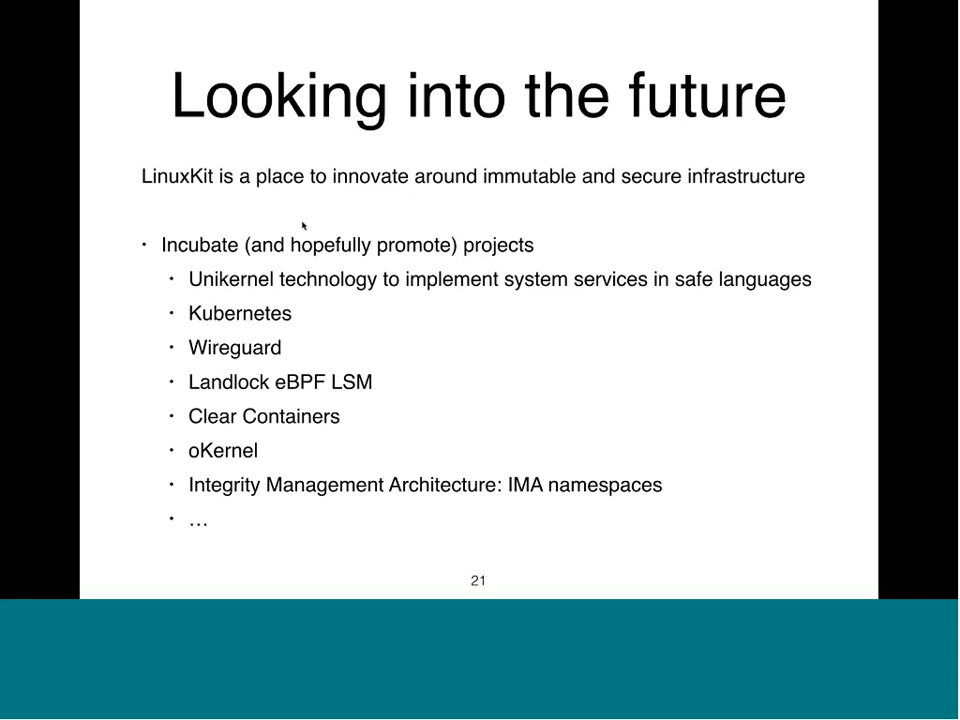 Looking into the future
LinuxKit is a place to innovate around immutable and secure infrastructure
• Incubate (and hopefully promote) projects
• Unikernel technology to implement system services in safe languages
• Kubernetes
• Wireguard
• Landlock eBPF LSM
• Clear Containers
• oKernel
• Integrity Management Architecture: IMA namespaces
• …
21